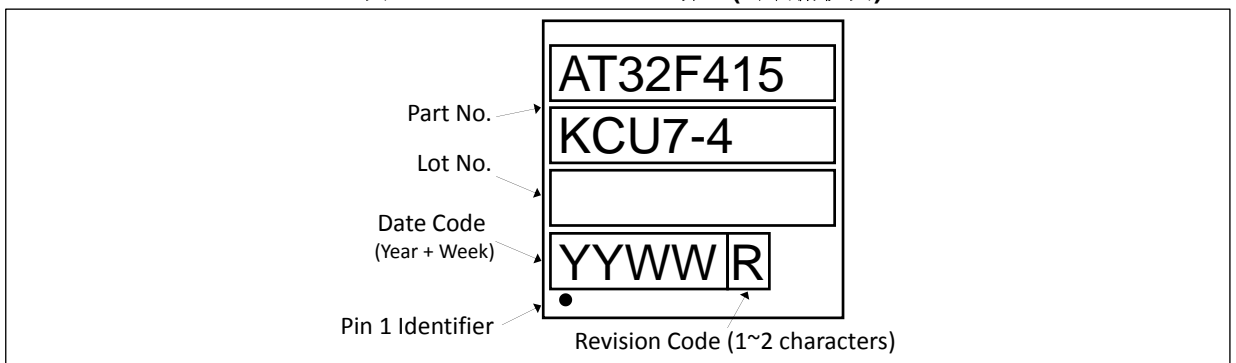 AT32F415
Part No.
KCU7-4
Lot No.
Date Code
(Year + Week)
YYWW R
Pin 1 Identifier
Revision Code (1~2 characters)